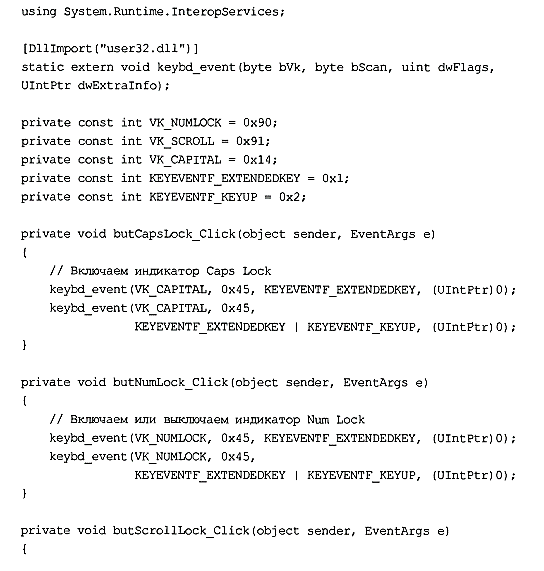 using System.Runtime.InteropServices;

[DllImport("user32.dll")]
static extern void keybd_event(byte bVk, byte bScan, uint dwFlags,
UIntPtr dwExtraInfo);

private const int VK_NUMLOCK = 0x90;
private const int VK_SCROLL = 0x91;
private const int VK_CAPITAL = 0x14;
private const int KEYEVENTF_EXTENDEDKEY = 0x1;
private const int KEYEVENTF_KEYUP = 0x2;

private void butCapsLock_Click(object sender, EventArgs e)
{
    // Включаем индикатор Caps Lock
    keybd_event(VK_CAPITAL, 0x45, KEYEVENTF_EXTENDEDKEY, (UIntPtr)0);
    keybd_event(VK_CAPITAL, 0x45,
                KEYEVENTF_EXTENDEDKEY | KEYEVENTF_KEYUP, (UIntPtr)0);
}

private void butNumLock_Click(object sender, EventArgs e)
{
    // Включаем или выключаем индикатор Num Lock
    keybd_event(VK_NUMLOCK, 0x45, KEYEVENTF_EXTENDEDKEY, (UIntPtr)0);
    keybd_event(VK_NUMLOCK, 0x45,
                KEYEVENTF_EXTENDEDKEY | KEYEVENTF_KEYUP, (UIntPtr)0);
}

private void butScrollLock_Click(object sender, EventArgs e)
{